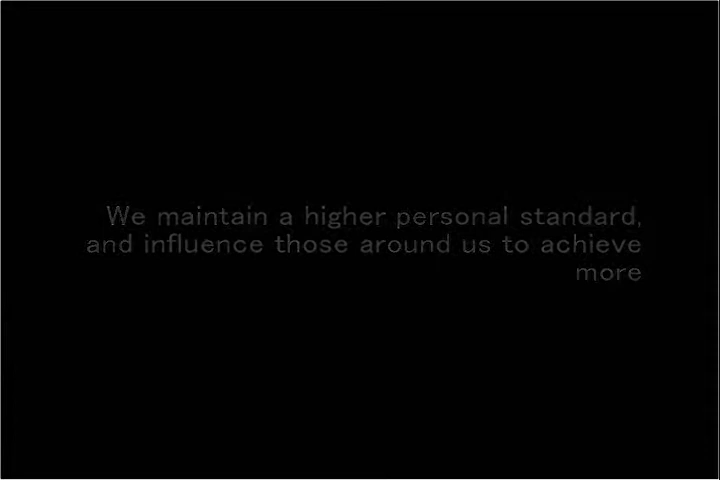 We maintain a higher personal standard,
and influence those around us to achieve
more